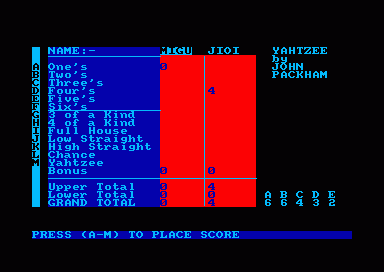 NAME:- MIGU JIOI YAHTZEE
by
A One's 0 JOHN
B Two's PACKHAM
C Three's
D Four's 4
E Five's
F Six's
G 3 of a Kind
H 4 of a Kind
I Full House
J Low Straight
K High Straight
L Chance
M Yahtzee
Bonus 0 0
Upper Total 0 4
Lower Total 0 0 A B C D E
GRAND TOTAL 0 4 6 6 4 3 2
PRESS (A-M) TO PLACE SCORE